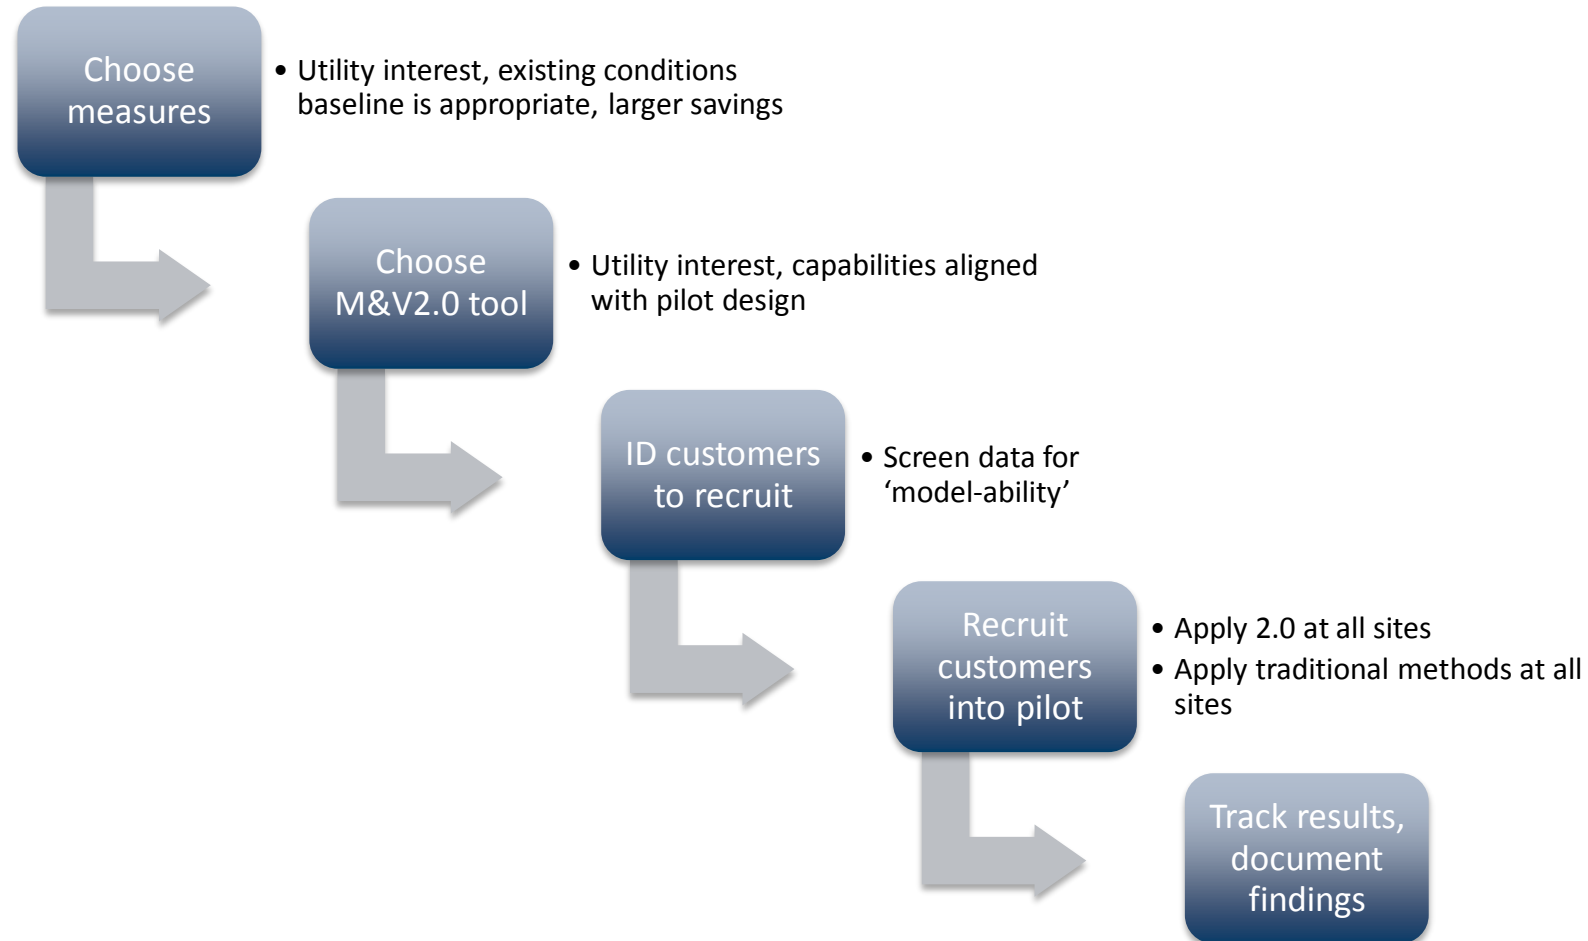 Choose
measures
• Utility interest, existing conditions
baseline is appropriate, larger savings
Choose
M&V2.0 tool
• Utility interest, capabilities aligned
with pilot design
ID customers
to recruit
• Screen data for
‘model-ability’
Recruit
customers
into pilot
• Apply 2.0 at all sites
• Apply traditional methods at all
sites
Track results,
document
findings